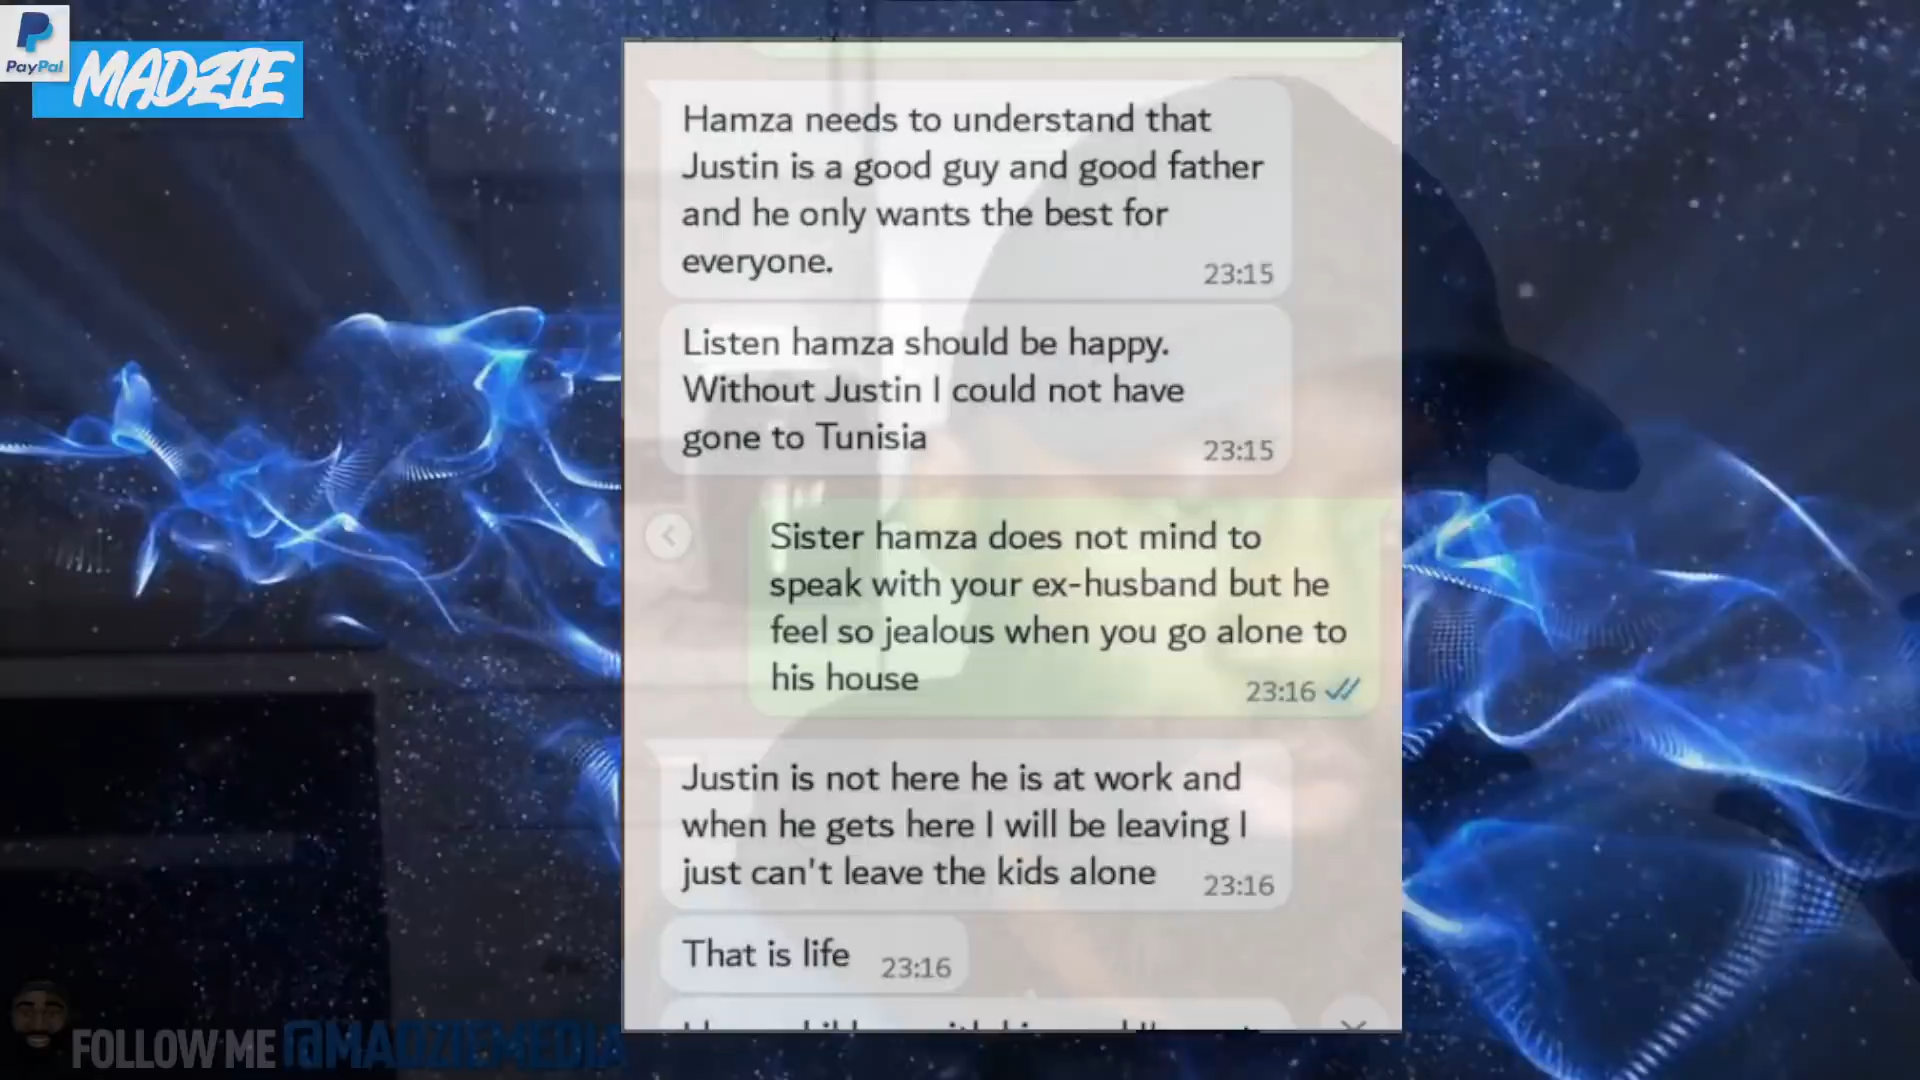 PayPal
MADZIE
Hamza needs to understand that
Justin is a good guy and good father
and he only wants the best for
everyone.
23:15
Listen hamza should be happy.
Without Justin I could not have
gone to Tunisia
23:15
Sister hamza does not mind to
speak with your ex-husband but he
feel so jealous when you go alone to
his house
23:16
Justin is not here he is at work and
when he gets here I will be leaving I
just can't leave the kids alone
23:16
That is life
23:16
FOLLOW ME @MADZIEMEDIA